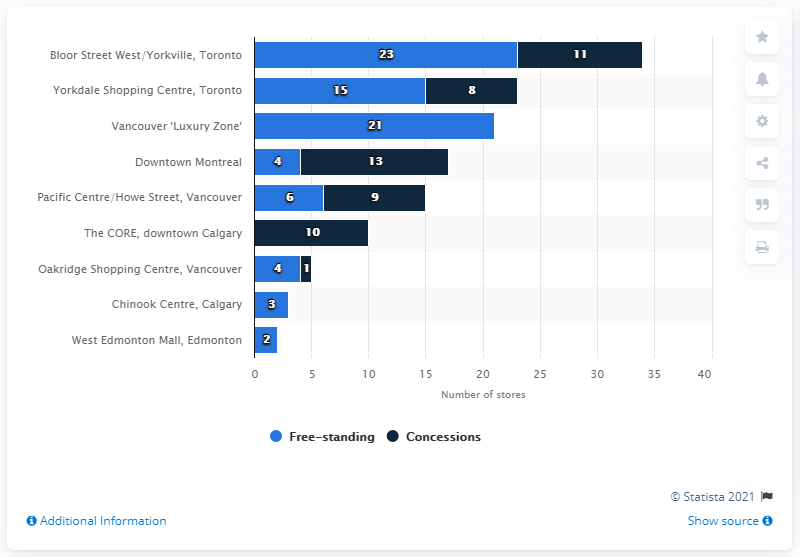 Bloor Street West/Yorkville, Toronto 23 11
Yorkdale Shopping Centre, Toronto 15 8
Vancouver 'Luxury Zone' 21
Downtown Montreal 4 13
Pacific Centre/Howe Street, Vancouver 6 9
The CORE, downtown Calgary 10
Oakridge Shopping Centre, Vancouver 4 1
Chinook Centre, Calgary 3
West Edmonton Mall, Edmonton 2
0 5 10 15 20 25 30 35 40
Number of stores
Free-standing Concessions
© Statista 2021
Additional Information Show source